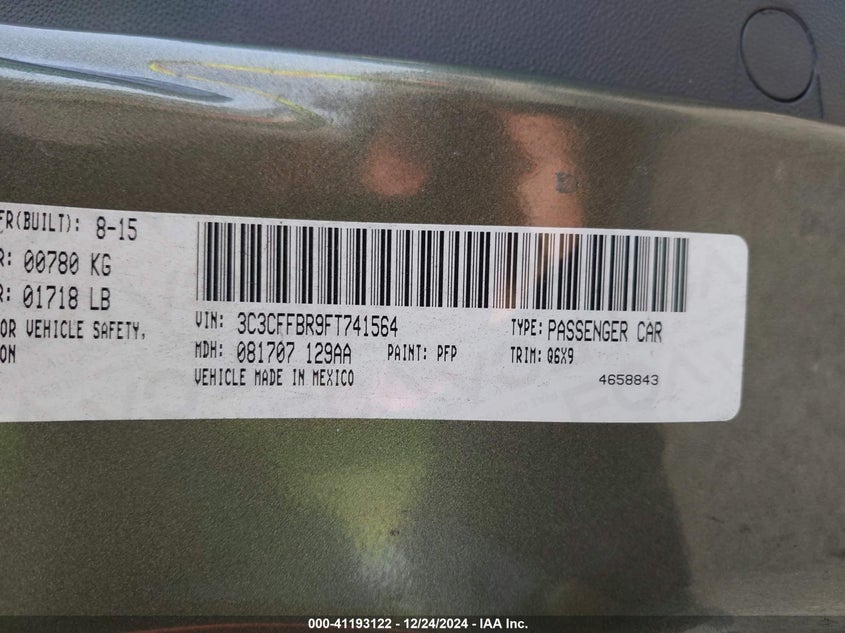 FR(BUILT): 8-15
R: 00780 KG
R: 01718 LB
OR VEHICLE SAFETY,
ON
VIN: 3C3CFFBR9FT741564
TYPE: PASSENGER CAR
MDH: 081707 129AA PAINT: PFP
TRIM: Q6X9
VEHICLE MADE IN MEXICO
4658843
000-41193122 - 12/24/2024 - IAA Inc.